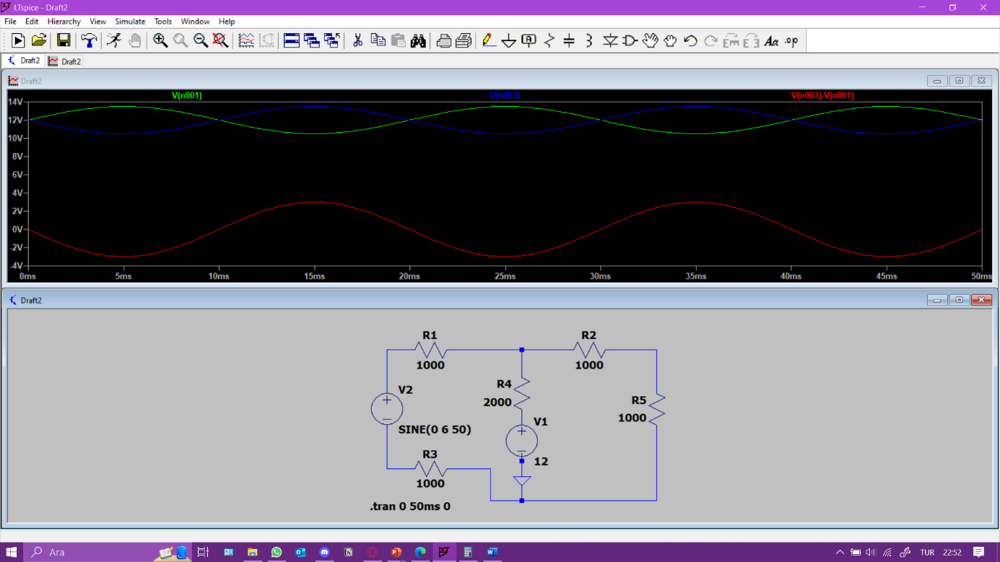 LTspice - Draft2
File Edit Hierarchy View Simulate Tools Window Help
Draft2 Draft2
Draft2
V(n001) V(n003) V(n003)-V(n001)
14V
12V
10V
8V
6V
4V
2V
0V
-2V
-4V
0ms 5ms 10ms 15ms 20ms 25ms 30ms 35ms 40ms 45ms 50ms
Draft2
R1 R2
1000 1000
R4
V2
2000
R5
1000
V1
SINE(0 6 50)
R3
12
1000
.tran 0 50ms 0
Ara
TUR 22:52